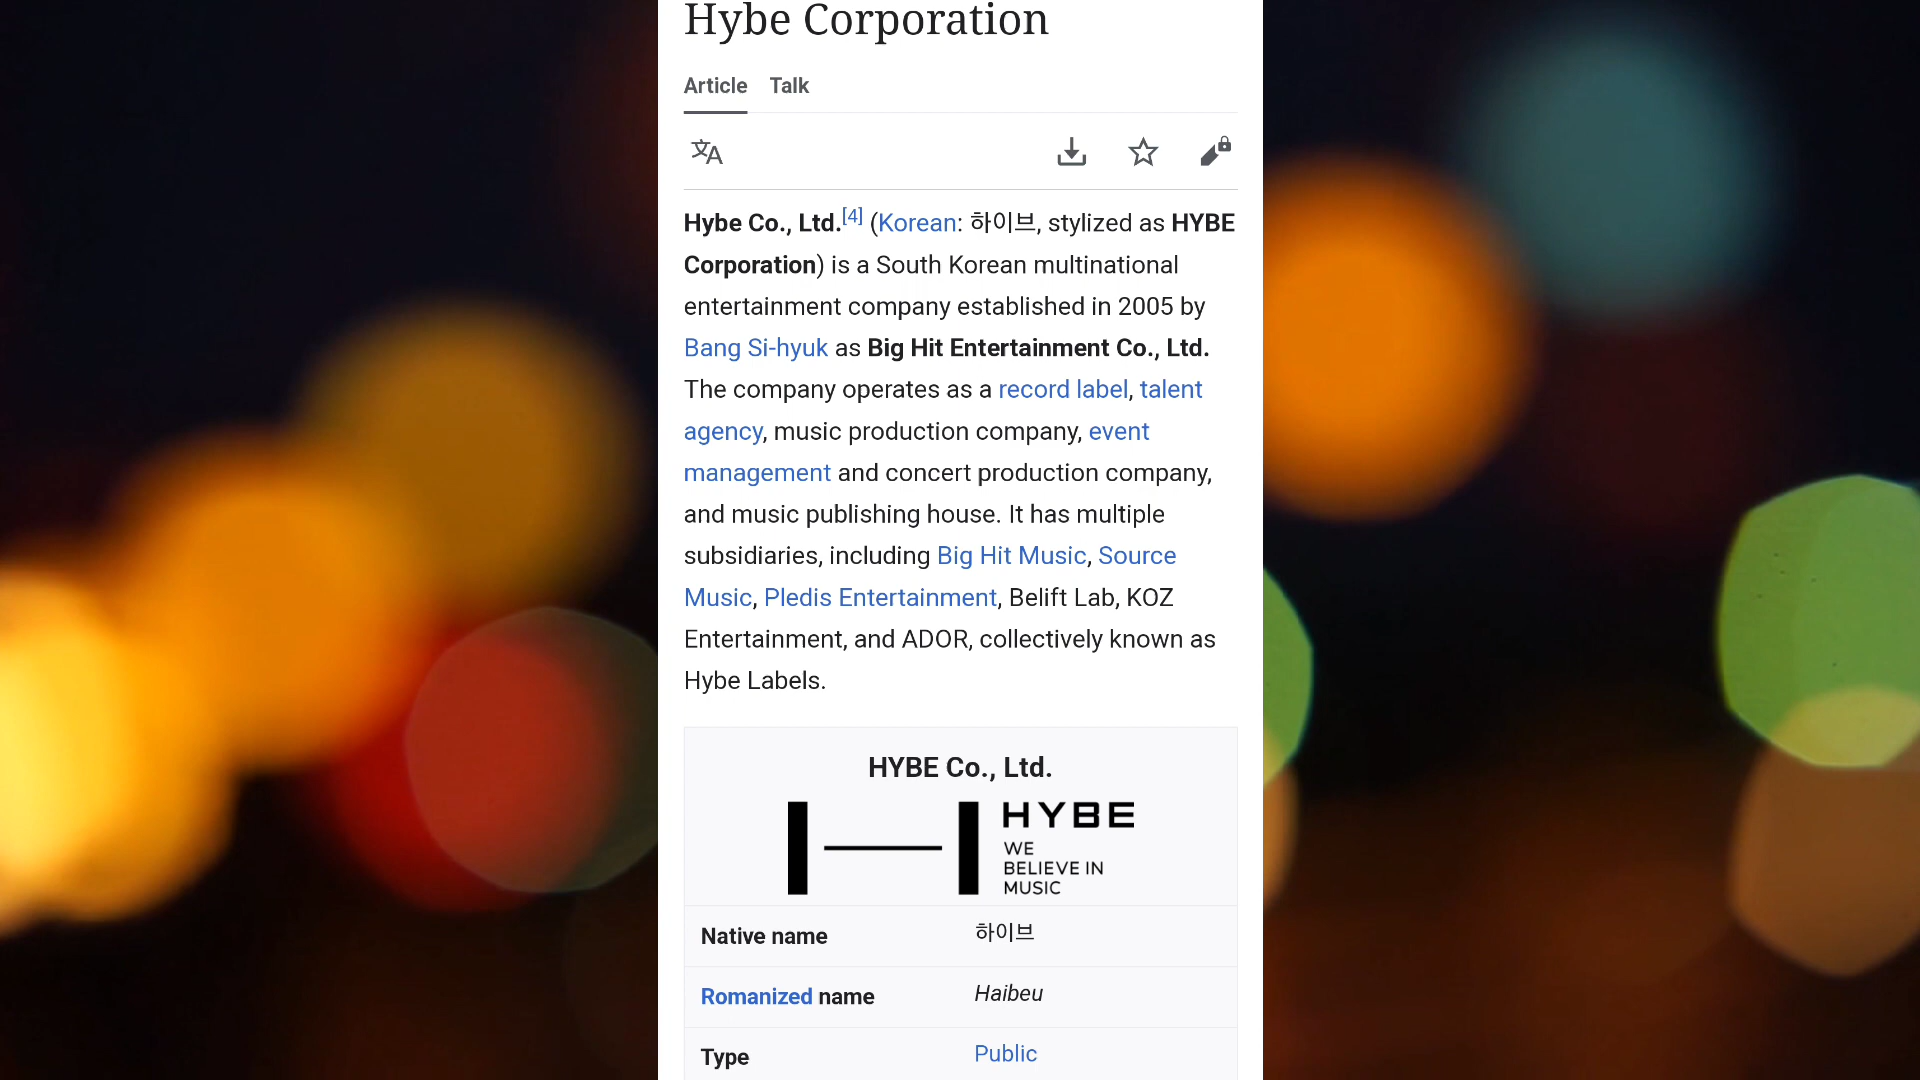 Hybe Corporation
Article Talk
文A
Hybe Co., Ltd.[4] (Korean: 하이브, stylized as HYBE
Corporation) is a South Korean multinational
entertainment company established in 2005 by
Bang Si-hyuk as Big Hit Entertainment Co., Ltd.
The company operates as a record label, talent
agency, music production company, event
management and concert production company,
and music publishing house. It has multiple
subsidiaries, including Big Hit Music, Source
Music, Pledis Entertainment, Belift Lab, KOZ
Entertainment, and ADOR, collectively known as
Hybe Labels.
HYBE Co., Ltd.
HYBE
WE
BELIEVE IN
MUSIC
Native name 하이브
Romanized name Haibeu
Type Public